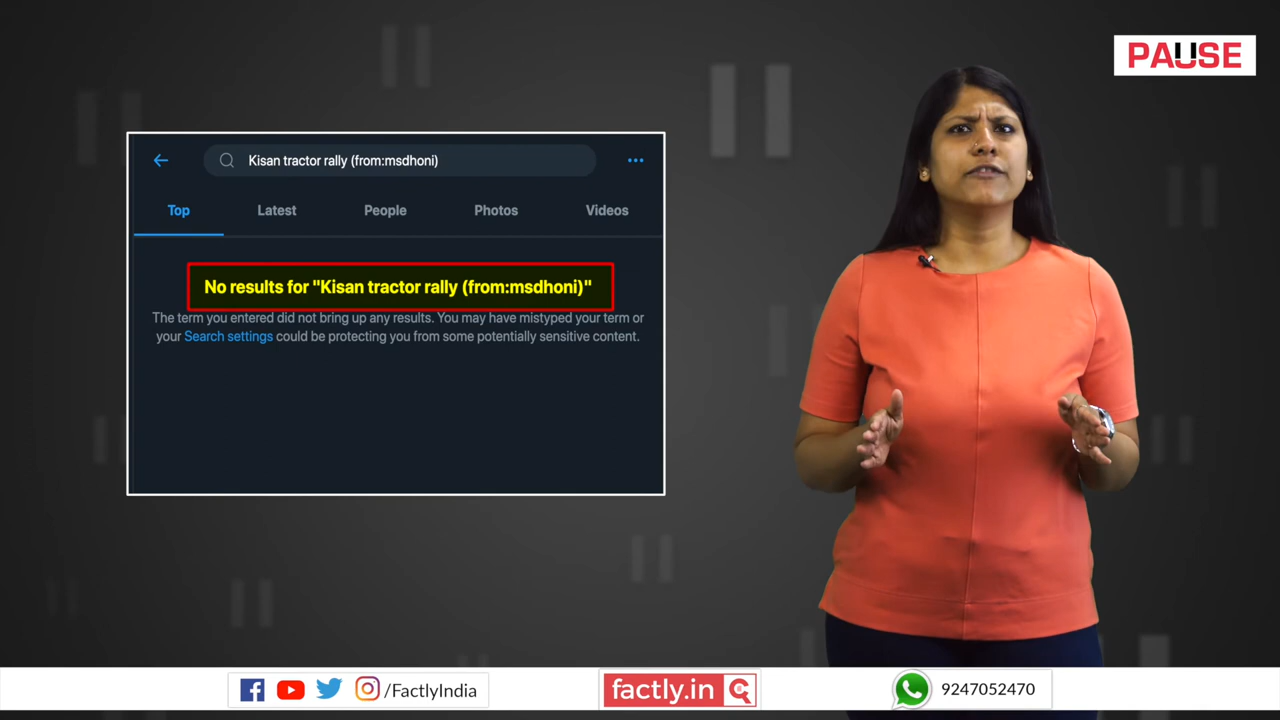 PAUSE
Kisan tractor rally (from:msdhoni)
Top Latest People Photos Videos
No results for "Kisan tractor rally (from:msdhoni)"
The term you entered did not bring up any results. You may have mistyped your term or
your Search settings could be protecting you from some potentially sensitive content.
/FactlyIndia
factly.in
9247052470